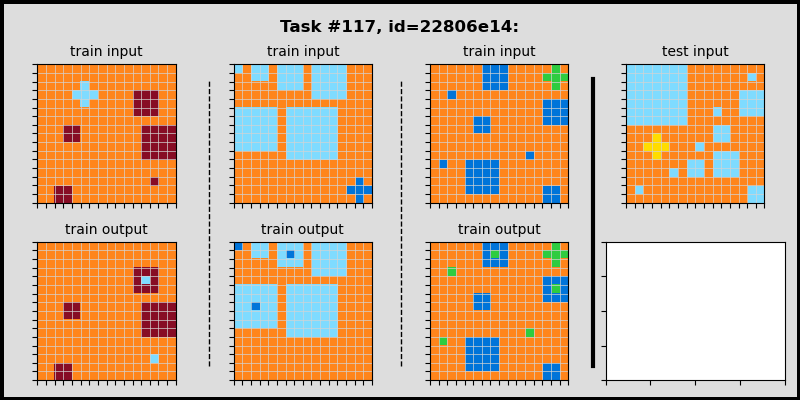 Task #117, id=22806e14:
train input
train input
train input
test input
train output
train output
train output